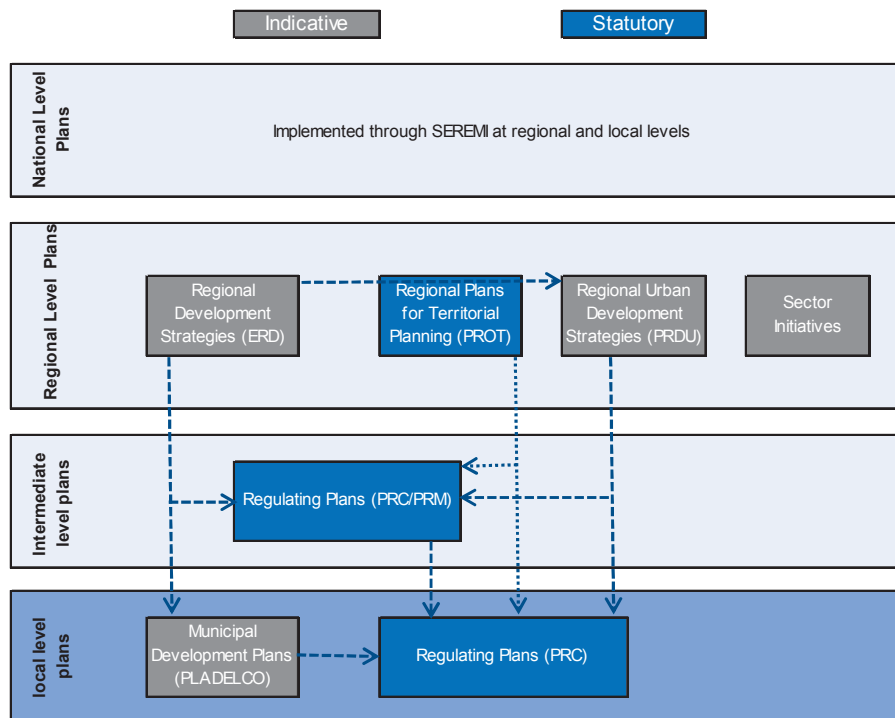 Indicative
Statutory
National Level
Plans
Implemented through SEREMI at regional and local levels
Regional Level Plans
Regional
Development
Strategies (ERD)
Regional Plans
for Territorial
Planning (PROT)
Regional Urban
Development
Strategies (PRDU)
Sector
Initiatives
Intermediate
level plans
Regulating Plans (PRC/PRM)
local level
plans
Municipal
Development Plans
(PLADELCO)
Regulating Plans (PRC)